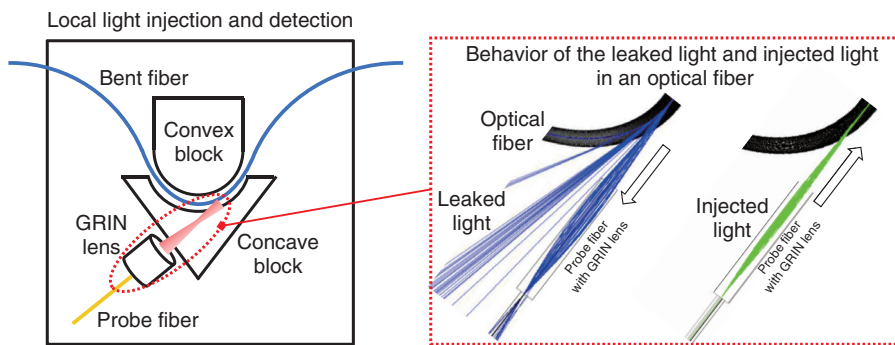 Local light injection and detection
Bent fiber
Convex
block
GRIN
lens
Concave
block
Probe fiber
Behavior of the leaked light and injected light
in an optical fiber
Optical
fiber
Leaked
light
Probe fiber
with GRIN lens
Injected
light
Probe fiber
with GRIN lens